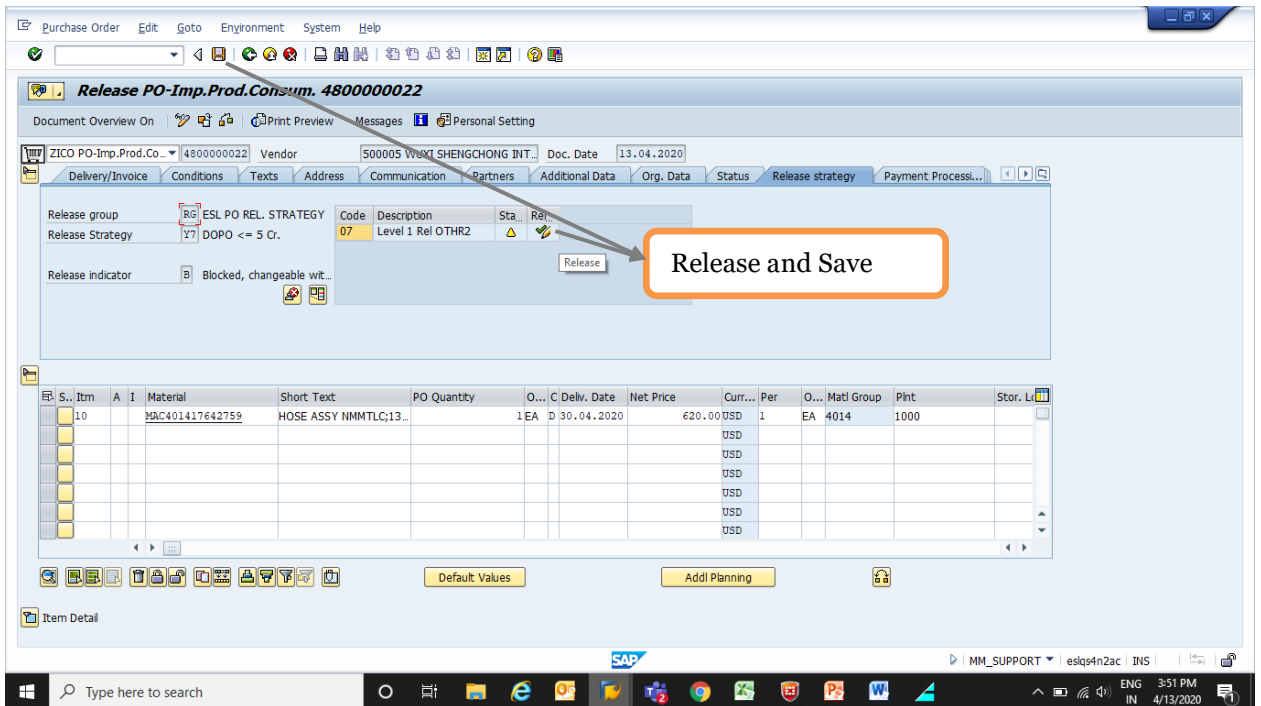 Purchase Order Edit Goto Environment System Help
Release PO-Imp.Prod.Consum. 4800000022
Document Overview On Print Preview Messages Personal Setting
ZICO PO-Imp.Prod.Co... 4800000022 Vendor 500005 WUXI SHENGCHONG INT... Doc. Date 13.04.2020
Delivery/Invoice Conditions Texts Address Communication Partners Additional Data Org. Data Status Release strategy Payment Processi...
Release group RG ESL PO REL. STRATEGY Code Description Sta... Rel...
Release Strategy Y7 DOPO <= 5 Cr. 07 Level 1 Rel OTHR2
Release
Release and Save
Release indicator B Blocked, changeable wit...
S.. Itm A I Material Short Text PO Quantity O... C Deliv. Date Net Price Curr... Per O... Matl Group Plnt Stor. Lo
10 MAC401417642759 HOSE ASSY NMMTLC;13... 1 EA D 30.04.2020 620.00 USD 1 EA 4014 1000
USD
USD
USD
USD
USD
USD
Default Values Addl Planning
Item Detail
SAP
MM_SUPPORT eslqs4n2ac INS
Type here to search
ENG 3:51 PM
IN 4/13/2020